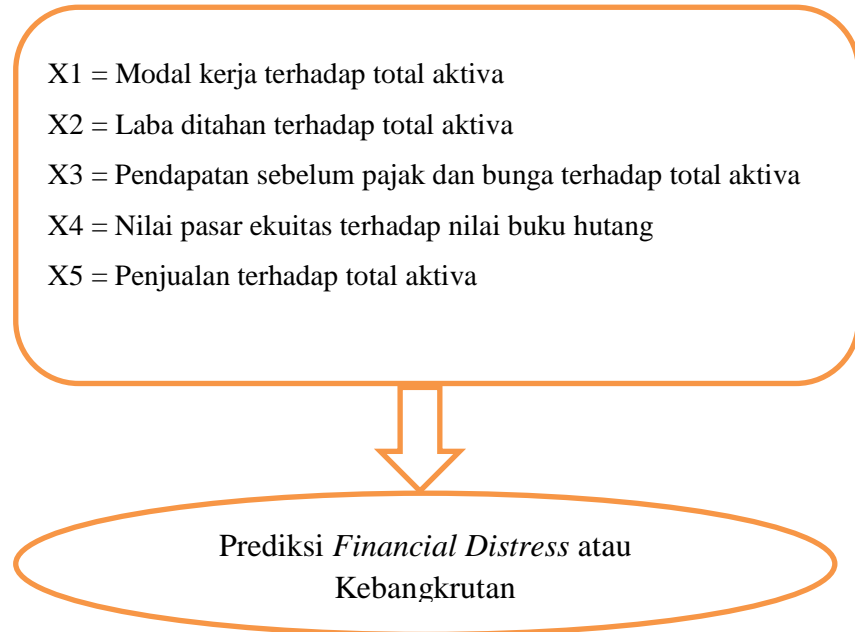 X1 = Modal kerja terhadap total aktiva
X2 = Laba ditahan terhadap total aktiva
X3 = Pendapatan sebelum pajak dan bunga terhadap total aktiva
X4 = Nilai pasar ekuitas terhadap nilai buku hutang
X5 = Penjualan terhadap total aktiva
Prediksi Financial Distress atau
Kebangkrutan